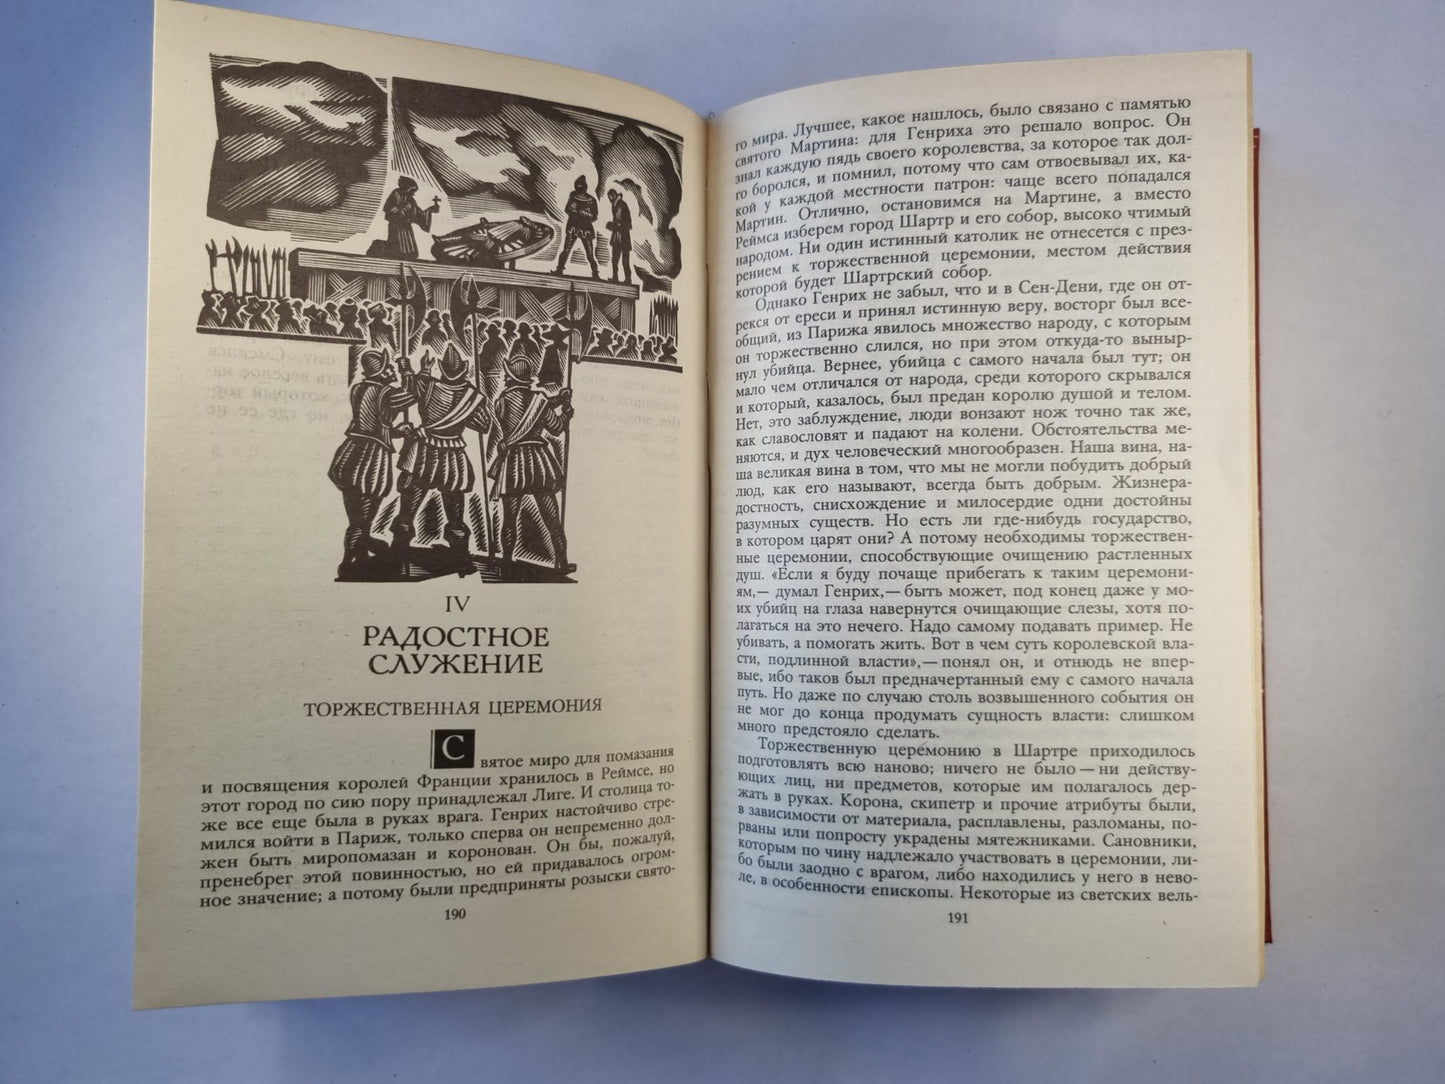 IV
РАДОСТНОЕ
СЛУЖЕНИЕ
ТОРЖЕСТВЕННАЯ ЦЕРЕМОНИЯ
Святое миро для помазания
и посвящения королей Франции хранилось в Реймсе, но
этот город по сию пору принадлежал Лиге. И столица то-
же все еще была в руках врага. Генрих настойчиво стре-
мился войти в Париж, только сперва он непременно дол-
жен быть миропомазан и коронован. Он бы, пожалуй,
пренебрег этой повинностью, но ей придавалось огром-
ное значение; а потому были предприняты розыски свято-
190
го мира. Лучшее, какое нашлось, было связано с памятью
святого Мартина: для Генриха это решало вопрос. Он
знал каждую пядь своего королевства, за которое так дол-
го боролся, и помнил, потому что сам отвоевывал их, ка-
кой у каждой местности патрон: чаще всего попадался
Мартин. Отлично, остановимся на Мартине, а вместо
Реймса изберем город Шартр и его собор, высоко чтимый
народом. Ни один истинный католик не отнесется с през-
рением к торжественной церемонии, местом действия
которой будет Шартрский собор.
Однако Генрих не забыл, что и в Сен-Дени, где он от-
рекся от ереси и принял истинную веру, восторг был все-
общий, из Парижа явилось множество народу, с которым
он торжественно слился, но при этом откуда-то выныр-
нул убийца. Вернее, убийца с самого начала был тут; он
мало чем отличался от народа, среди которого скрывался
и который, казалось, был предан королю душой и телом.
Нет, это заблуждение, люди вонзают нож точно так же,
как славословят и падают на колени. Обстоятельства ме-
няются, и дух человеческий многообразен. Наша вина, на-
ша великая вина в том, что мы не могли побудить добрый
люд, как его называют, всегда быть добрым. Жизнера-
достность, снисхождение и милосердие одни достойны
разумных существ. Но есть ли где-нибудь государство,
в котором царят они? А потому необходимы торжествен-
ные церемонии, способствующие очищению растленных
душ. «Если я буду почаще прибегать к таким церемони-
ям,— думал Генрих,— быть может, под конец даже у мо-
их убийц на глаза навернутся очищающие слезы, хотя по-
лагаться на это нечего. Надо самому подавать пример. Не
убивать, а помогать жить. Вот в чем суть королевской вла-
сти, подлинной власти»,— понял он, и отнюдь не впер-
вые, ибо таков был предначертанный ему с самого начала
путь. Но даже по случаю столь возвышенного события он
не мог до конца продумать сущность власти: слишком
много предстояло сделать.
Торжественную церемонию в Шартре приходилось
подготовлять всю наново; ничего не было — ни действу-
ющих лиц, ни предметов, которые им полагалось дер-
жать в руках. Корона, скипетр и прочие атрибуты были,
в зависимости от материала, расплавлены, разломаны, по-
рваны или попросту украдены мятежниками. Сановники,
которым по чину надлежало участвовать в церемонии, ли-
бо были заодно с врагом, либо находились у него в нево-
ле, в особенности епископы. Некоторые из светских вель-
191